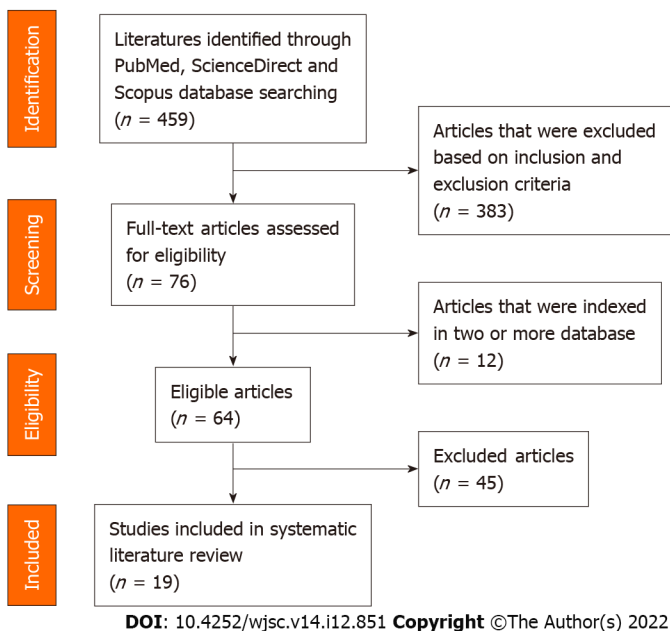 Identification
Literatures identified through
PubMed, ScienceDirect and
Scopus database searching
(n = 459)
Articles that were excluded
based on inclusion and
exclusion criteria
(n = 383)
Screening
Full-text articles assessed
for eligibility
(n = 76)
Articles that were indexed
in two or more database
(n = 12)
Eligibility
Eligible articles
(n = 64)
Excluded articles
(n = 45)
Included
Studies included in systematic
literature review
(n = 19)
DOI: 10.4252/wjsc.v14.i12.851 Copyright ©The Author(s) 2022